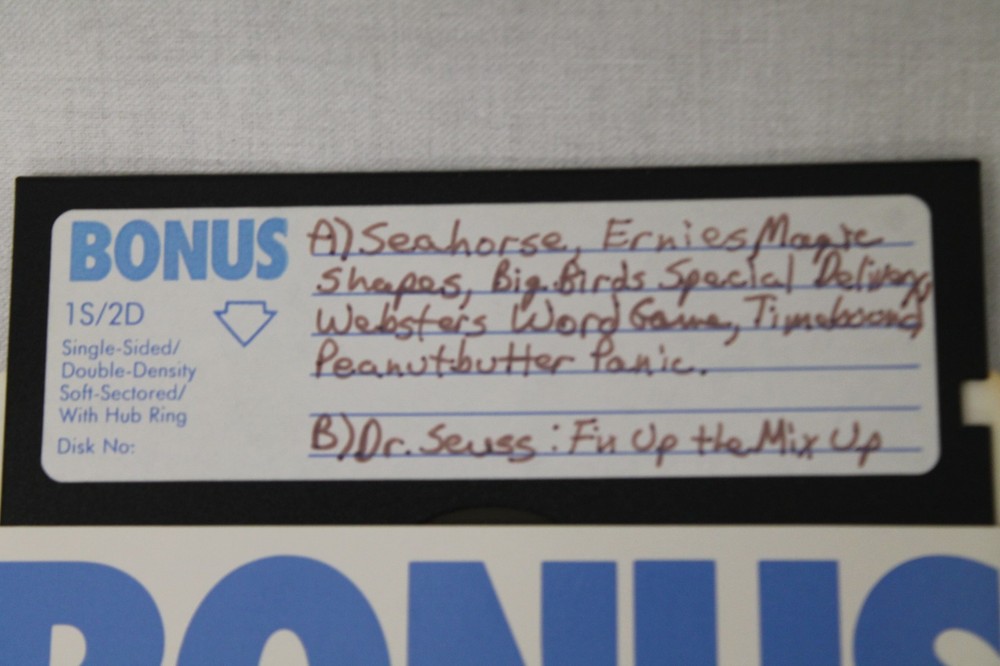 BONUS
1S/2D
Single-Sided/
Double-Density
Soft-Sectored/
With Hub Ring
Disk No:
A) Seahorse, Ernies Magic
Shapes, Big Birds Special Delivery,
Websters Word Game, Timebound,
Peanutbutter Panic.
B) Dr. Seuss: Fix Up the Mix Up
BONUS